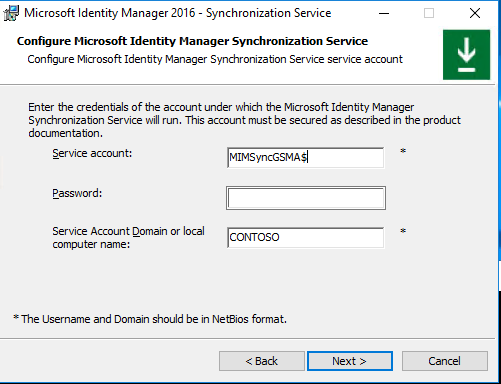 Microsoft Identity Manager 2016 - Synchronization Service
Configure Microsoft Identity Manager Synchronization Service
Configure Microsoft Identity Manager Synchronization Service service account
Enter the credentials of the account under which the Microsoft Identity Manager
Synchronization Service will run. This account must be secured as described in the product
documentation.
Service account:
MIMSyncGSMA$
*
Password:
Service Account Domain or local
computer name:
CONTOSO
*
* The Username and Domain should be in NetBios format.
< Back
Next >
Cancel